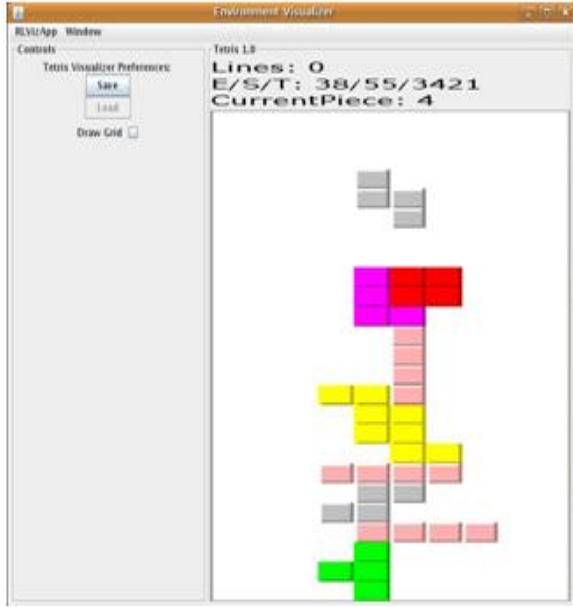 Environment Visualizer
RLVizApp Window
Controls
Tetris Visualizer Preferences:
Save
Load
Draw Grid
Tetris 1.0
Lines: 0
E/S/T: 38/55/3421
CurrentPiece: 4